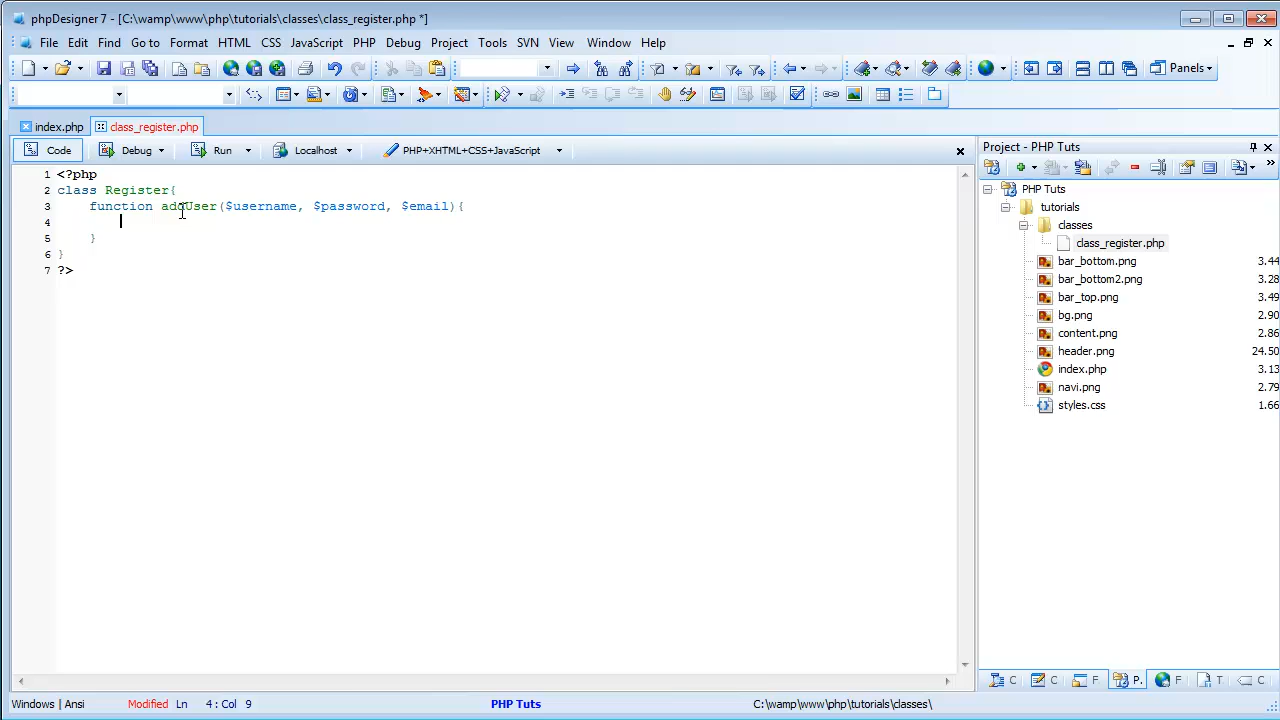 phpDesigner 7 - [C:\wamp\www\php\tutorials\classes\class_register.php *]
File Edit Find Go to Format HTML CSS JavaScript PHP Debug Project Tools SVN View Window Help
Panels
index.php class_register.php
Code Debug Run Localhost PHP+XHTML+CSS+JavaScript
1 <?php
2 class Register{
3 function addUser($username, $password, $email){
4
5 }
6 }
7 ?>
Project - PHP Tuts
PHP Tuts
tutorials
classes
class_register.php
bar_bottom.png 3.44
bar_bottom2.png 3.28
bar_top.png 3.49
bg.png 2.90
content.png 2.86
header.png 24.50
index.php 3.13
navi.png 2.79
styles.css 1.66
C C F P. F T C
Windows | Ansi Modified Ln 4 : Col 9 PHP Tuts C:\wamp\www\php\tutorials\classes\